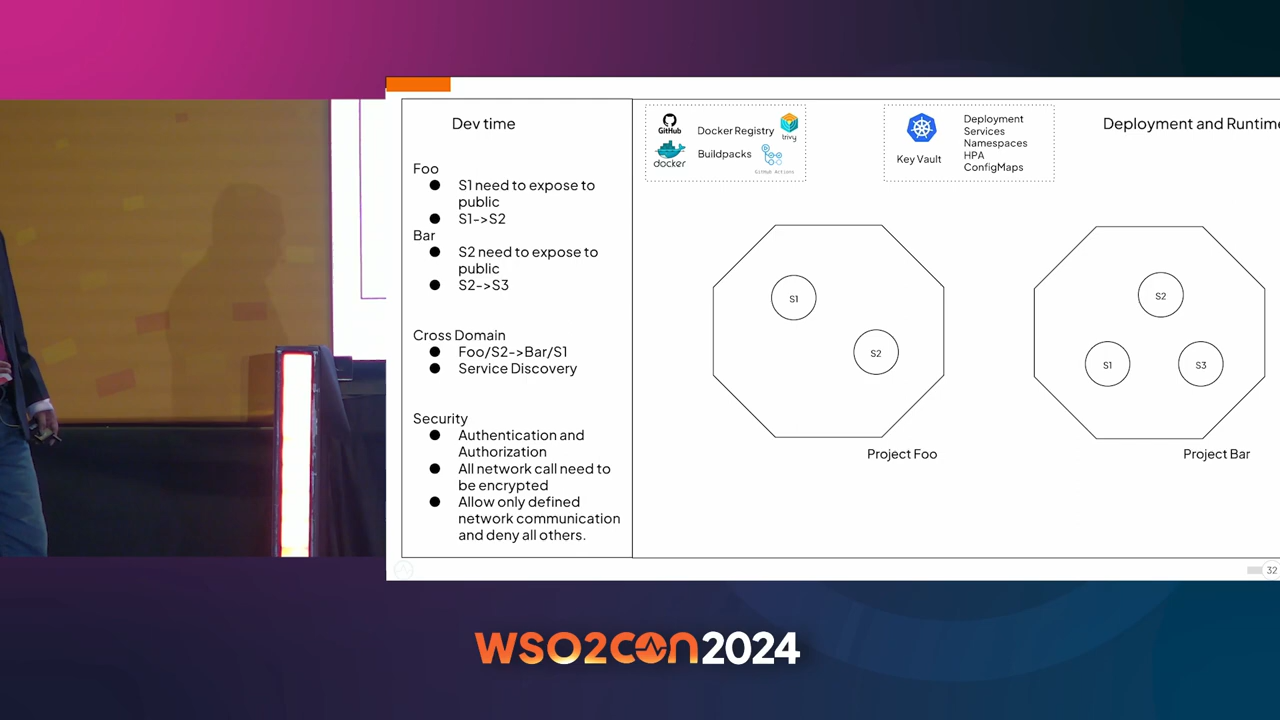 Dev time
Foo
S1 need to expose to
public
S1->S2
Bar
S2 need to expose to
public
S2->S3
Cross Domain
Foo/S2->Bar/S1
Service Discovery
Security
Authentication and
Authorization
All network call need to
be encrypted
Allow only defined
network communication
and deny all others.
GitHub
Docker Registry
trivy
docker
Buildpacks
GitHub Actions
Key Vault
Deployment
Services
Namespaces
HPA
ConfigMaps
Deployment and Runtime
S1
S2
Project Foo
S2
S1
S3
Project Bar
32
WSO2CON2024